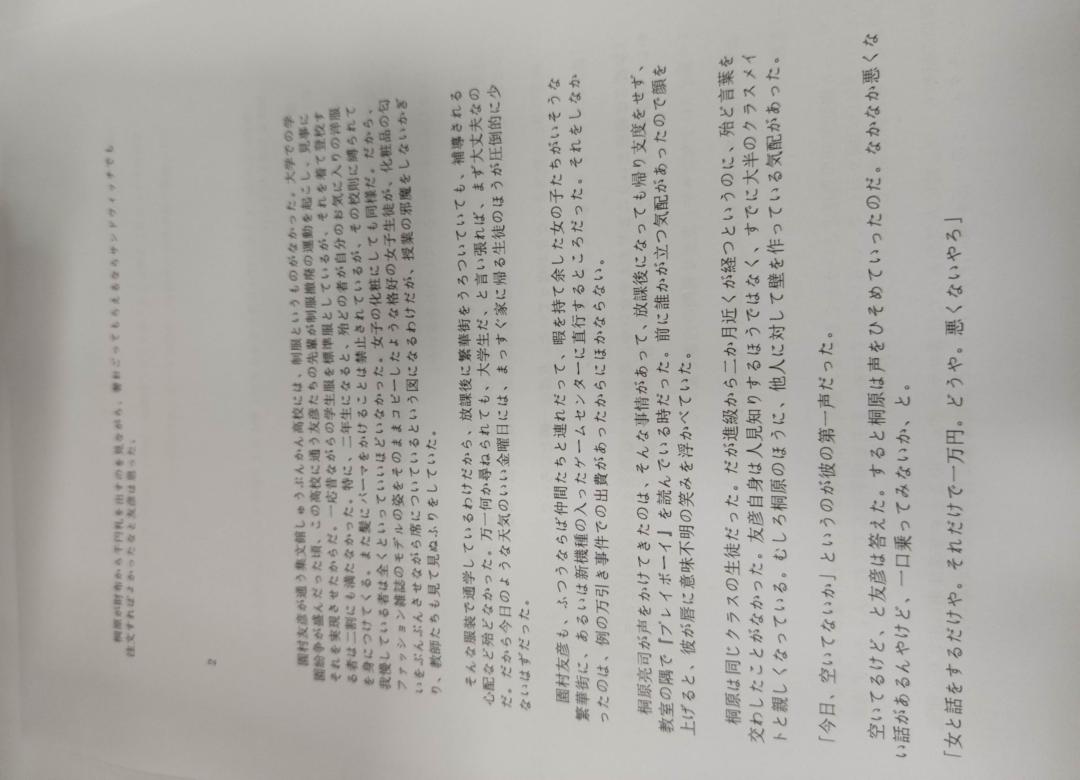 桐原が財布から千円札を出すのを見ながら、警針ごってもらえるならサンドウィッチでも
注文すればよかったなと友彦は思った。
2
園村友彦が通う集文館しゅうぶんかん高校には、制服というものがなかった。大学での学
園紛争が盛んだった頃、この高校に通う友彦たちの先輩が制服撤廃の運動を起こし、見事に
それを実現させたからだ。一応昔ながらの学生服を標準服としているが、それを着て登校す
る者は二割にも満たなかった。特に、二年生になると、殆どの者が自分のお気に入りの洋服
を身につけてくる。また髪にパーマをかけることは禁止されているが、その校則に縛られて
我慢している者は全くといっていいほどいなかった。女子の化粧にしても同様だ。だから、
ファッション雑誌のモデルの姿をそのままコピーしたような格好の女子生徒が、化粧品の匂
いをぷんぷんさせながら席についているという図になるわけだが、授業の邪魔をしないかぎ
り、教師たちも見て見ぬふりをしていた。
そんな服装で通学しているわけだから、放課後に繁華街をうろついていても、補導される
心配など殆どなかった。万一何か尋ねられても、大学生だ、と言い張れば、まず大丈夫なの
だ。だから今日のような天気のいい金曜日には、まっすぐ家に帰る生徒のほうが圧倒的に少
ないはずだった。
園村友彦も、ふつうならば仲間たちと連れだって、暇を持て余した女の子たちがいそうな
繁華街に、あるいは新機種の入ったゲームセンターに直行するところだった。それをしなか
ったのは、例の万引き事件での出費があったからにほかならない。
桐原亮司が声をかけてきたのは、そんな事情があって、放課後になっても帰り支度をせず、
教室の隅で『プレイボーイ』を読んでいる時だった。前に誰かが立つ気配があったので顔を
上げると、彼が唇に意味不明の笑みを浮かべていた。
桐原は同じクラスの生徒だった。だが進級から二か月近くが経つというのに、殆ど言葉を
交わしたことがなかった。友彦自身は人見知りするほうではなく、すでに大半のクラスメイ
トと親しくなっている。むしろ桐原のほうに、他人に対して壁を作っている気配があった。
「今日、空いてないか」というのが彼の第一声だった。
空いてるけど、と友彦は答えた。すると桐原は声をひそめていったのだ。なかなか悪くな
い話があるんやけど、一口乗ってみないか、と。
「女と話をするだけや。それだけで一万円。どうや。悪くないやろ」